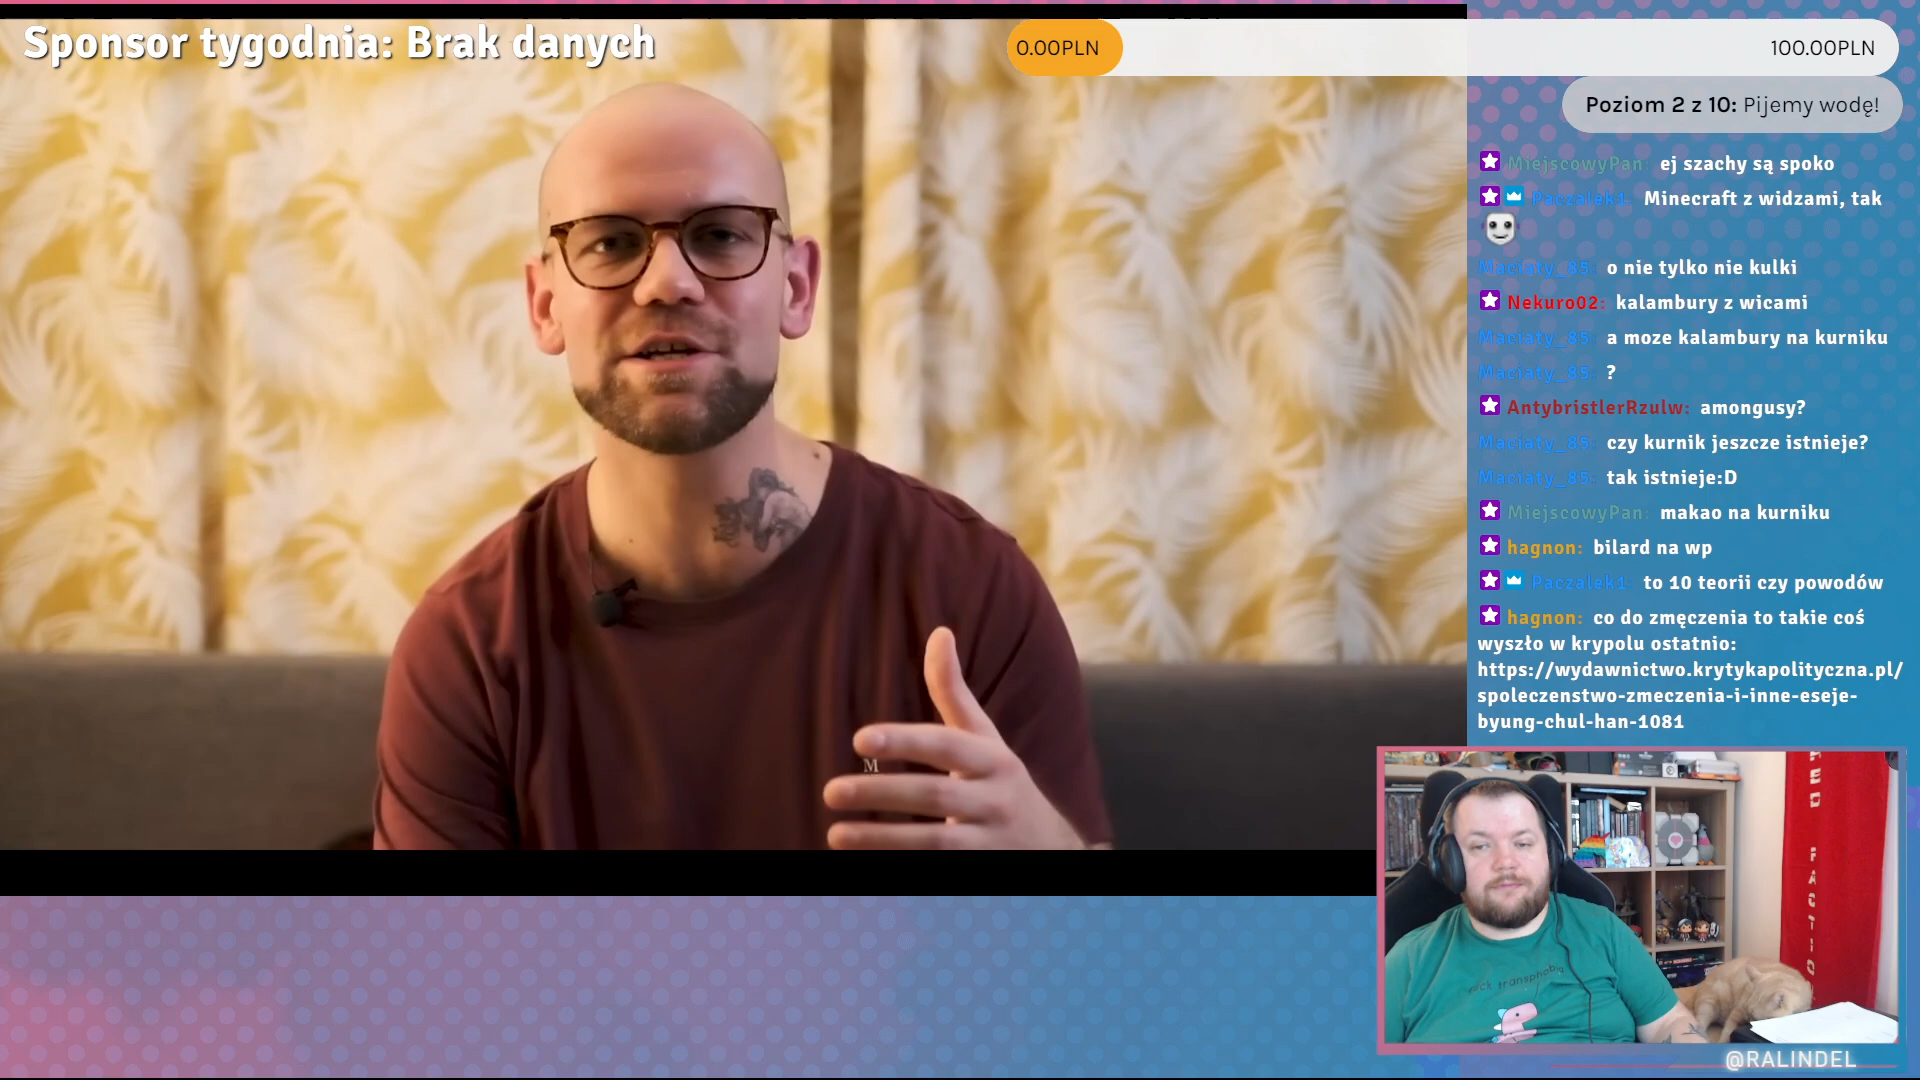 Sponsor tygodnia: Brak danych
0.00PLN
100.00PLN
Poziom 2 z 10: Pijemy wodę!
MiejscowyPan: ej szachy są spoko
Paczalek1: Minecraft z widzami, tak
Maciaty_85: o nie tylko nie kulki
Nekuro02: kalambury z wicami
Maciaty_85: a moze kalambury na kurniku
Maciaty_85: ?
AntybristlerRzulw: amongusy?
Maciaty_85: czy kurnik jeszcze istnieje?
Maciaty_85: tak istnieje:D
MiejscowyPan: makao na kurniku
hagnon: bilard na wp
Paczalek1: to 10 teorii czy powodów
hagnon: co do zmęczenia to takie coś
wyszło w krypolu ostatnio:
https://wydawnictwo.krytykapolityczna.pl/
spoleczenstwo-zmeczenia-i-inne-eseje-
byung-chul-han-1081
M
transphobia
@RALINDEL